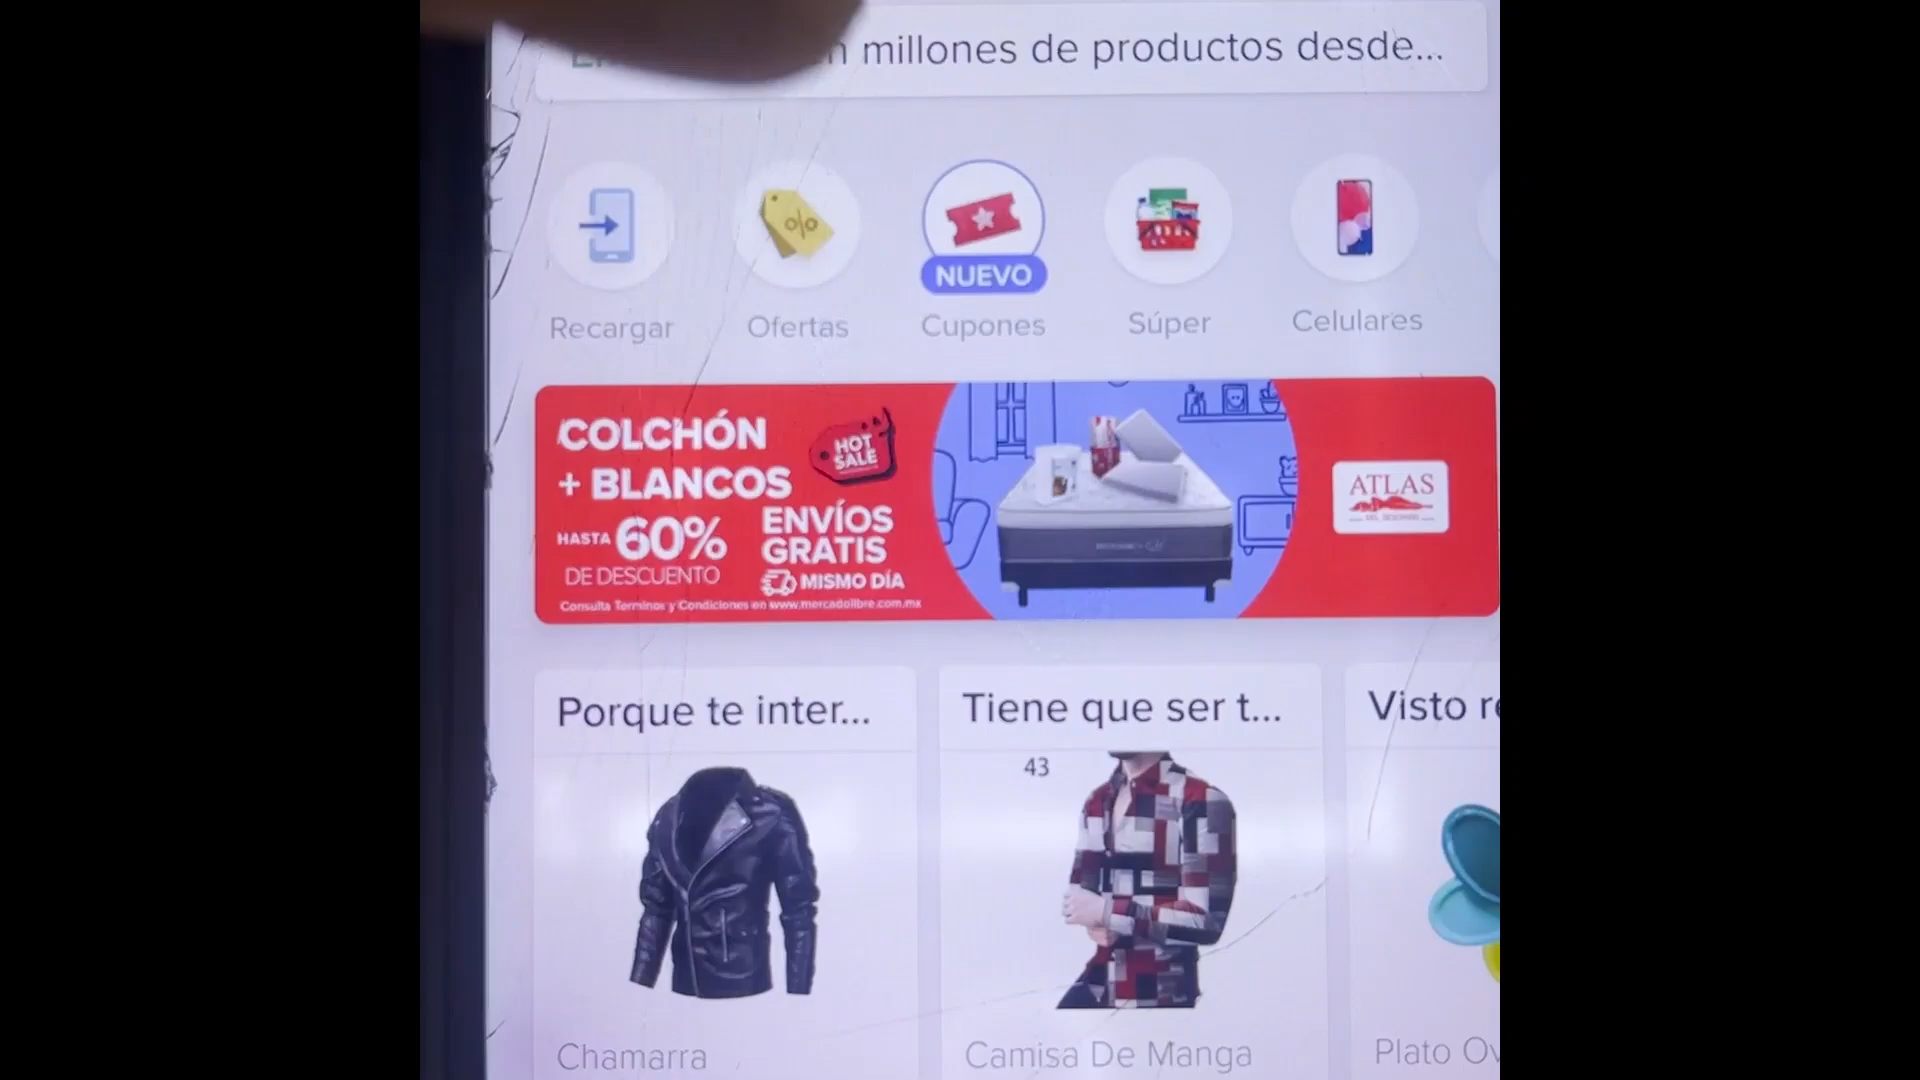 millones de productos desde...
NUEVO
Recargar
Ofertas
Cupones
Súper
Celulares
COLCHÓN
+ BLANCOS
HOT
SALE
HASTA 60%
DE DESCUENTO
ENVÍOS
GRATIS
MISMO DÍA
Consulta Terminos y Condiciones en www.mercadolibre.com.mx
ATLAS
Porque te inter...
Tiene que ser t...
Visto
43
Chamarra
Camisa De Manga
Plato